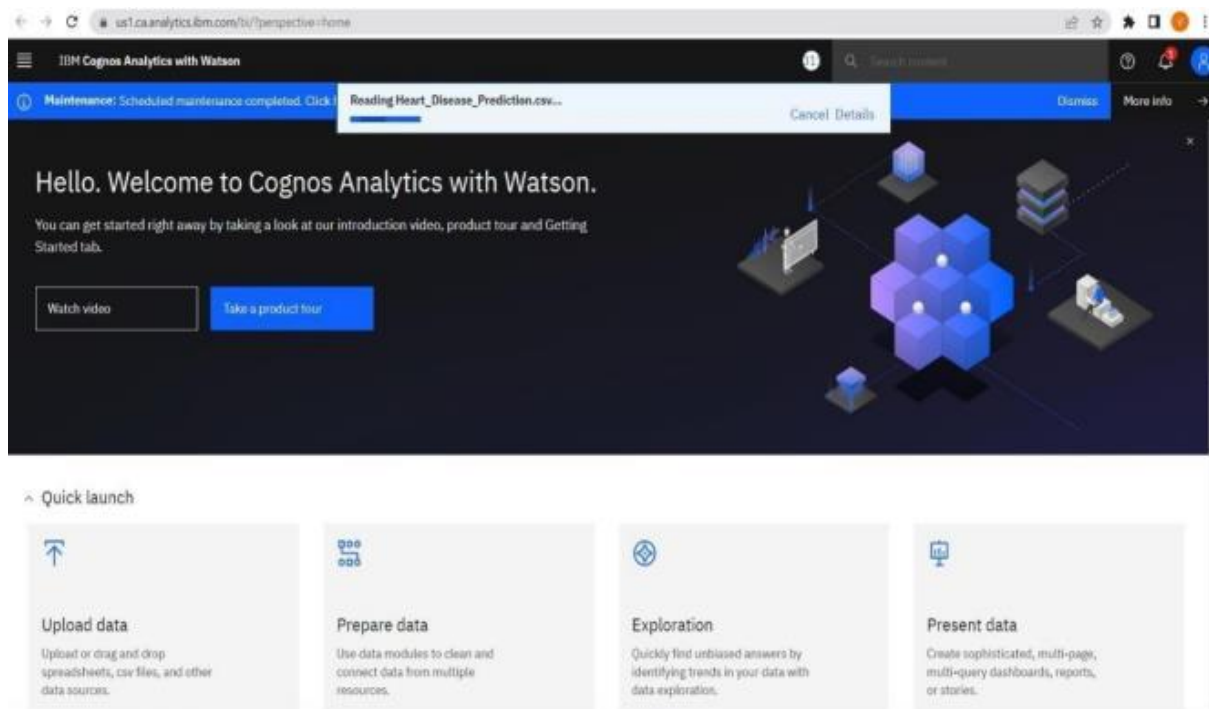 us1.ca.analytics.ibm.com/bi/?perspective=home
IBM Cognos Analytics with Watson
Search content
Maintenance: Scheduled maintenance completed. Click
Reading Heart_Disease_Prediction.csv...
Cancel Details
Dismiss
More info
Hello. Welcome to Cognos Analytics with Watson.
You can get started right away by taking a look at our introduction video, product tour and Getting
Started tab.
Watch video
Take a product tour
Quick launch
Upload data
Upload or drag and drop
spreadsheets, csv files, and other
data sources.
Prepare data
Use data modules to clean and
connect data from multiple
resources.
Exploration
Quickly find unbiased answers by
identifying trends in your data with
data exploration.
Present data
Create sophisticated, multi-page,
multi-query dashboards, reports,
or stories.